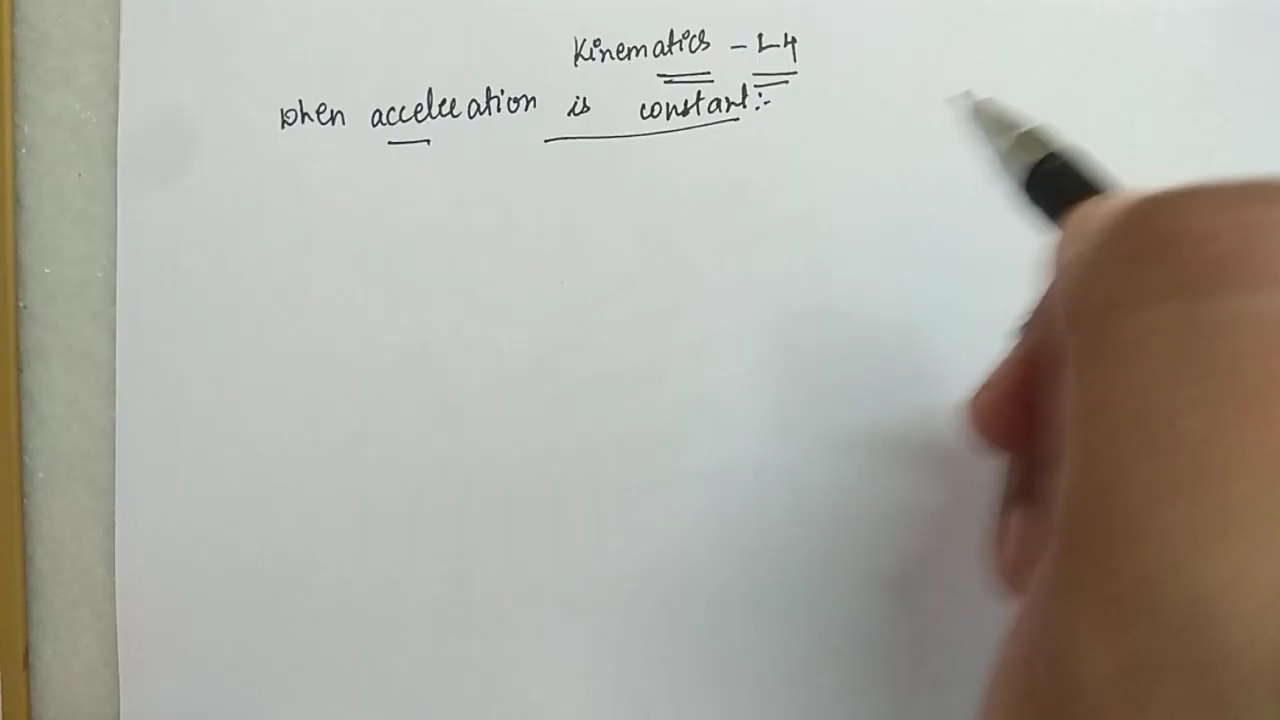 Kinematics - L4
when acceleration is constant :-